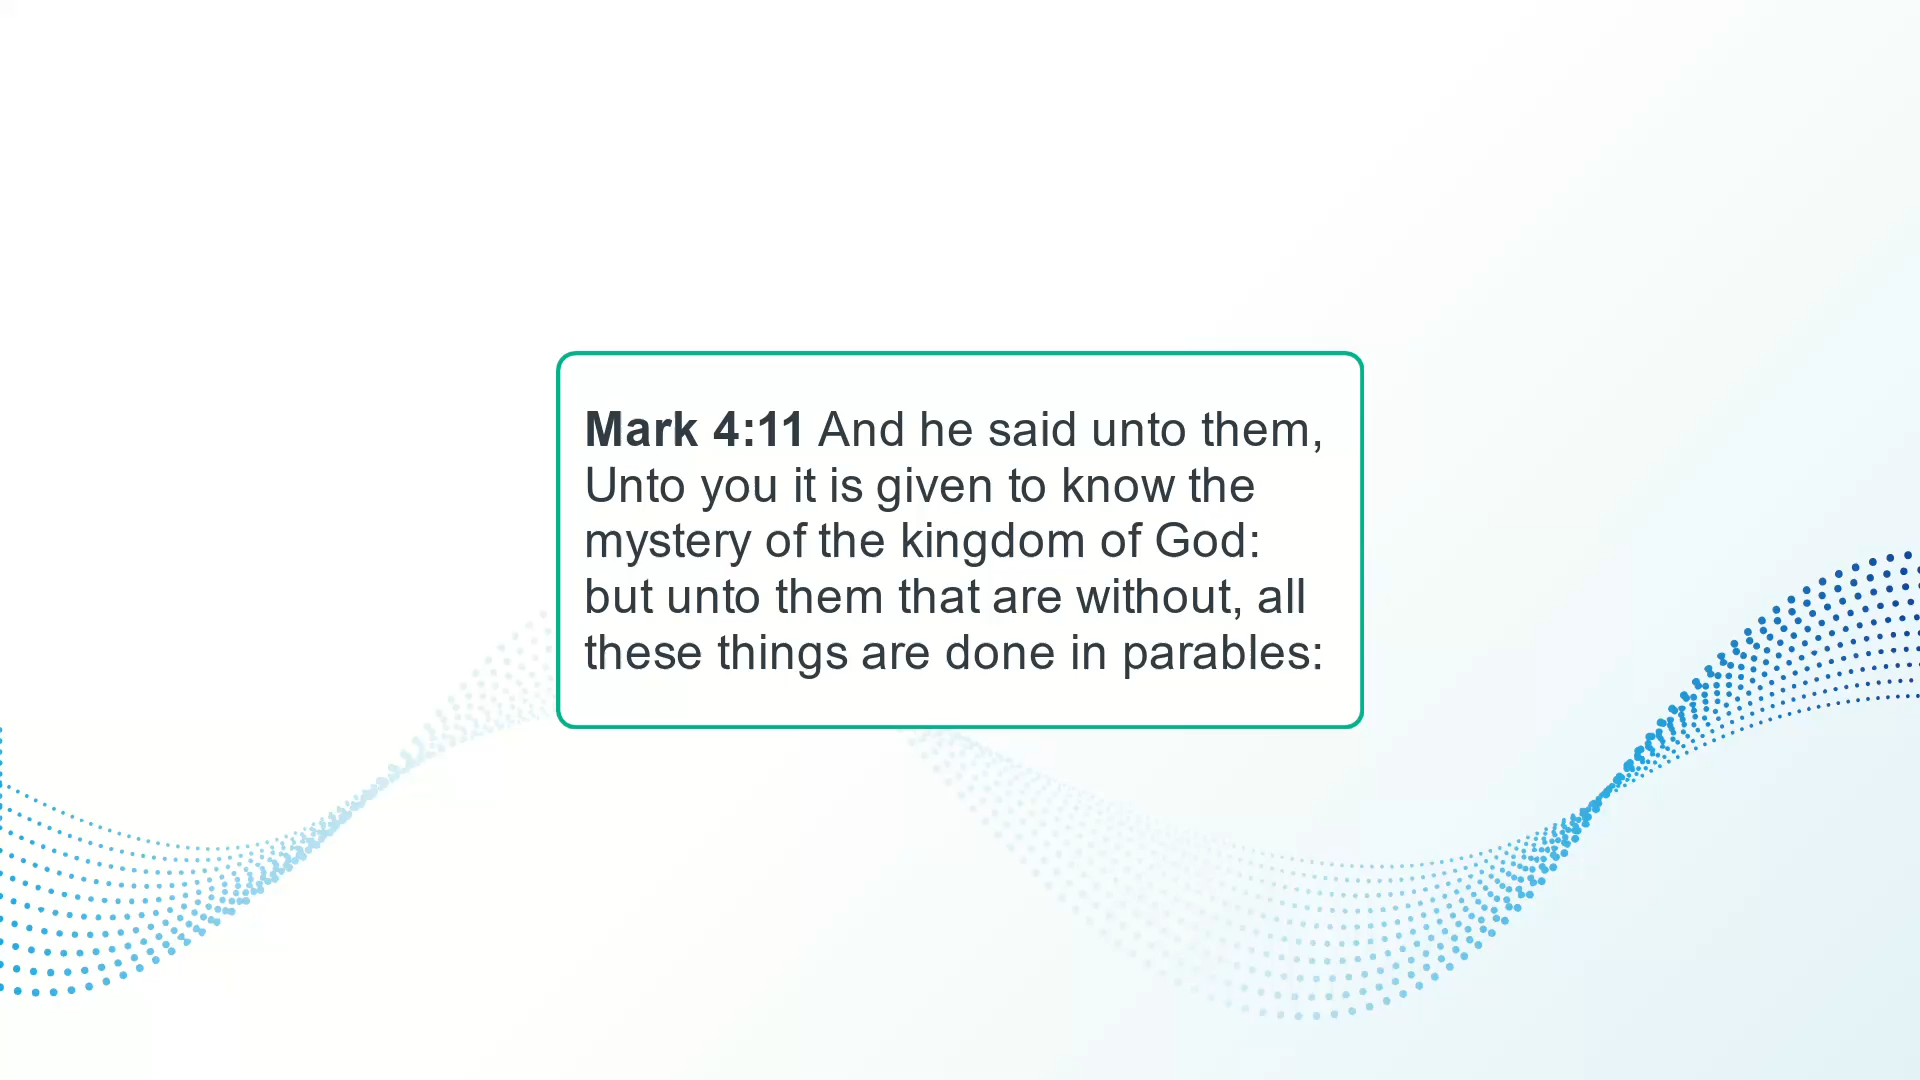 Mark 4:11 And he said unto them,
Unto you it is given to know the
mystery of the kingdom of God:
but unto them that are without, all
these things are done in parables: